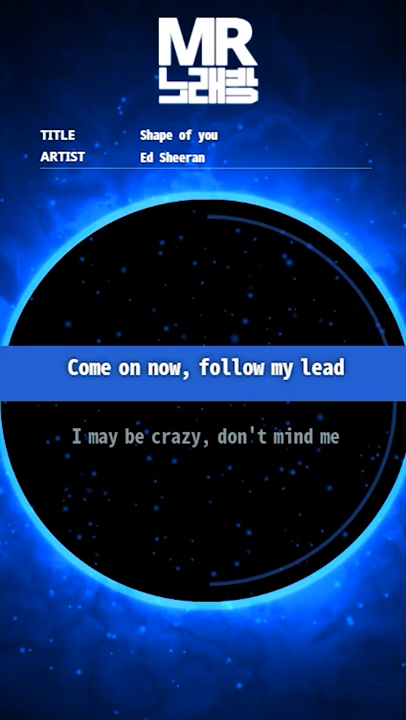 MR
노래방
TITLE Shape of you
ARTIST Ed Sheeran
Come on now, follow my lead
I may be crazy, don't mind me